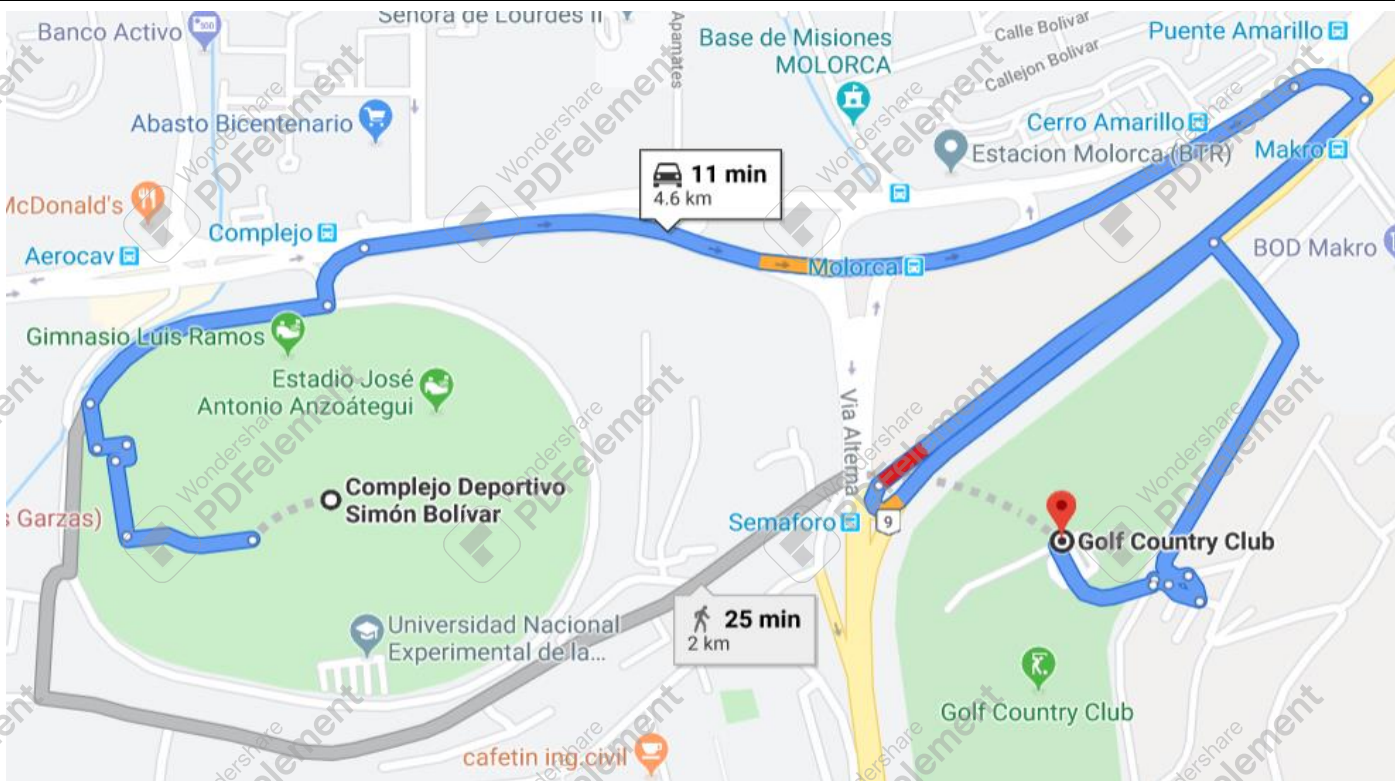 Señora de Lourdes II
Banco Activo
Apamates
Base de Misiones
MOLORCA
Calle Bolivar
Callejon Bolivar
Puente Amarillo
Abasto Bicentenario
Cerro Amarillo
Estacion Molorca (BTR)
Makro
11 min
4.6 km
McDonald's
Complejo
Aerocav
Molorca
BOD Makro
Gimnasio Luis Ramos
Estadio José
Antonio Anzoátegui
Via Alterna
Complejo Deportivo
Simón Bolívar
s Garzas)
Semaforo
9
Golf Country Club
25 min
2 km
Universidad Nacional
Experimental de la...
Golf Country Club
cafetin ing.civil
Wondershare
PDFelement